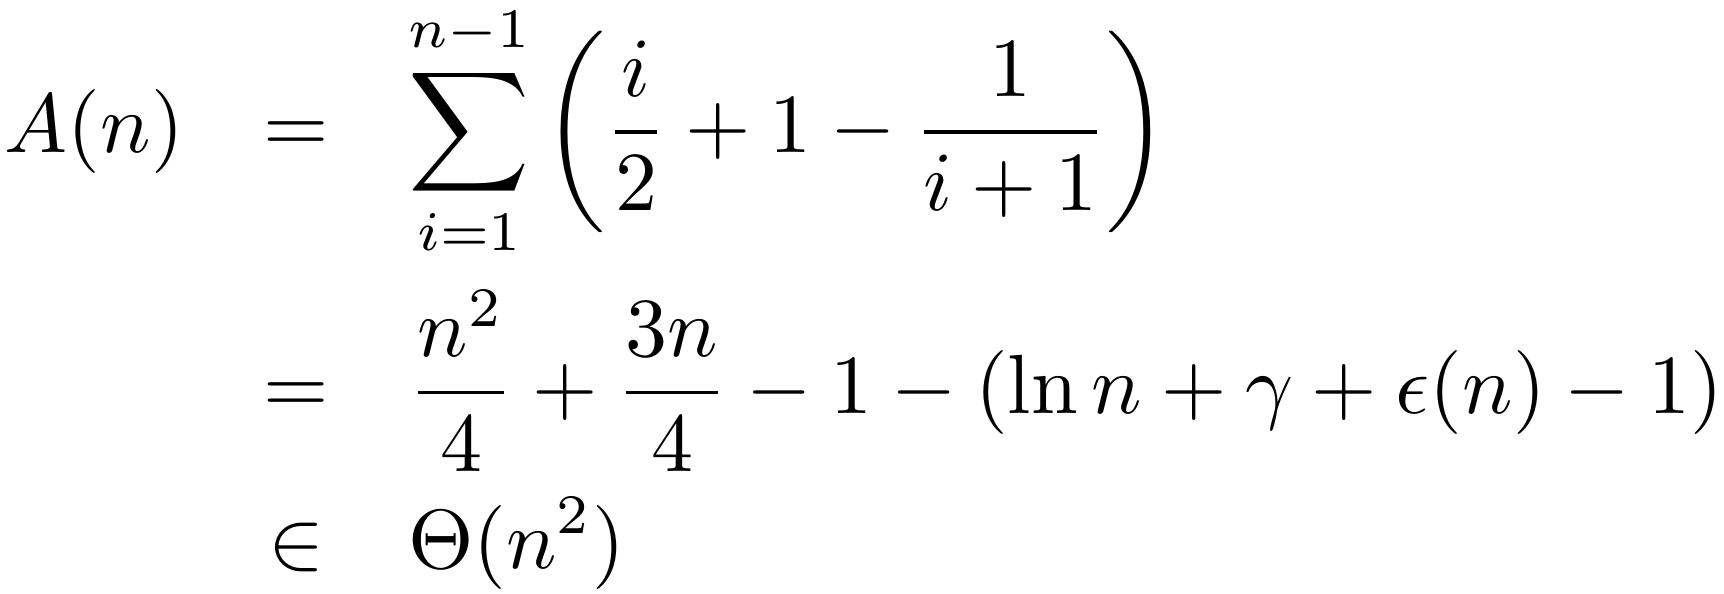 A(n) = \sum_{i=1}^{n-1} \left( \frac{i}{2} + 1 - \frac{1}{i+1} \right)
= \frac{n^2}{4} + \frac{3n}{4} - 1 - (\ln n + \gamma + \epsilon(n) - 1)
\in \Theta(n^2)